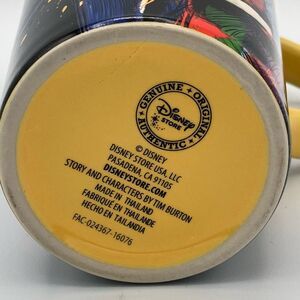 GENUINE • ORIGINAL
Disney
STORE
AUTHENTIC
© DISNEY
DISNEY STORE USA, LLC
PASADENA, CA 91105
DISNEYSTORE.COM
STORY AND CHARACTERS BY TIM BURTON
MADE IN THAILAND
FABRIQUÉ EN THAÏLANDE
HECHO EN TAILANDIA
FAC-024367-16076